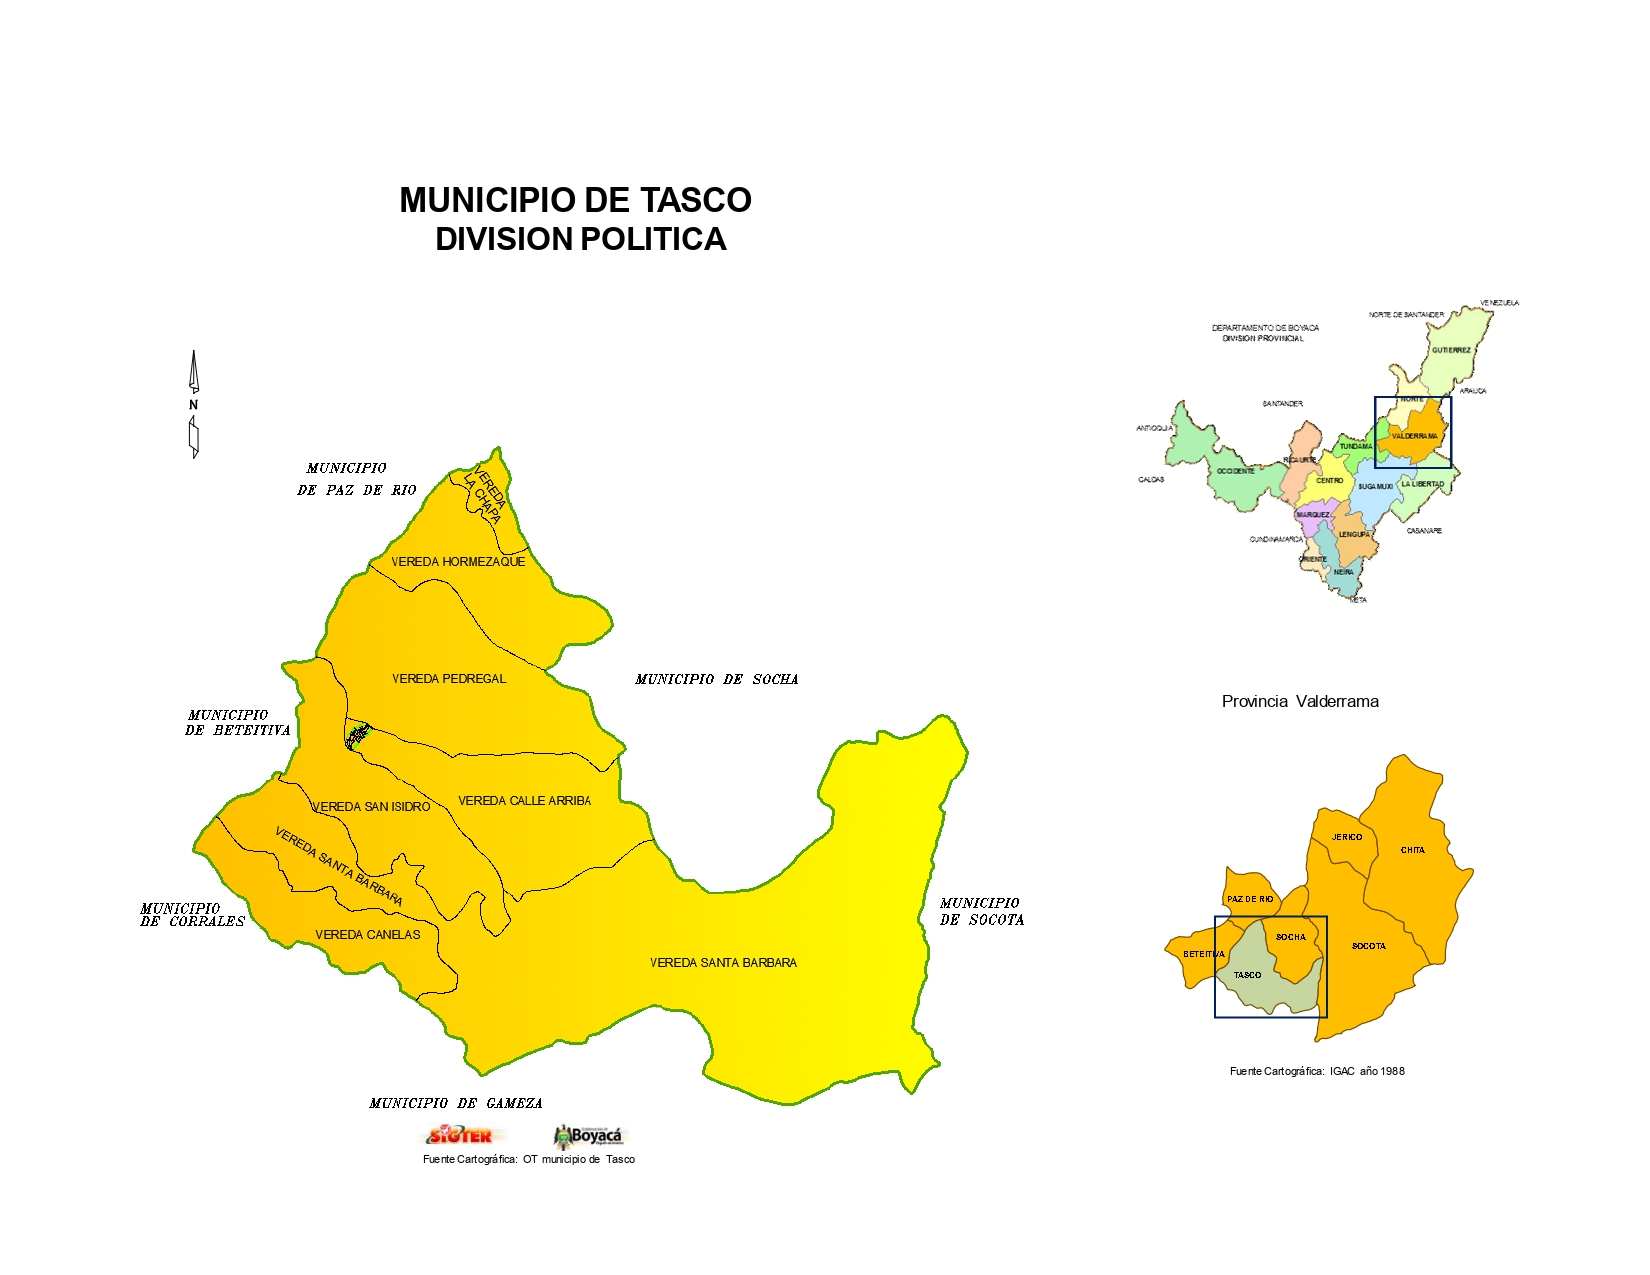 MUNICIPIO DE TASCO
DIVISION POLITICA
N
MUNICIPIO
DE PAZ DE RIO
VEREDA
LA CHAPA
VEREDA HORMEZAQUE
VEREDA PEDREGAL
MUNICIPIO DE SOCHA
MUNICIPIO
DE BETEITIVA
VEREDA SAN ISIDRO
VEREDA CALLE ARRIBA
VEREDA SANTA BARBARA
MUNICIPIO
DE CORRALES
VEREDA CANELAS
VEREDA SANTA BARBARA
MUNICIPIO
DE SOCOTA
MUNICIPIO DE GAMEZA
SIGTER
Boyacá
Fuente Cartográfica: OT municipio de Tasco
VENEZUELA
NORTE DE SANTANDER
DEPARTAMENTO DE BOYACA
DIVISION PROVINCIAL
GUTIERREZ
ARAUCA
NORTE
SANTANDER
ANTIOQUIA
VALDERRAMA
TUNDAMA
RICAURTE
OCCIDENTE
CALDAS
CENTRO
SUGAMUXI
LA LIBERTAD
MARQUEZ
CASANARE
LENGUPA
CUNDINAMARCA
ORIENTE
NEIRA
META
Provincia Valderrama
JERICO
CHITA
PAZ DE RIO
SOCHA
SOCOTA
BETEITIVA
TASCO
Fuente Cartográfica: IGAC año 1988